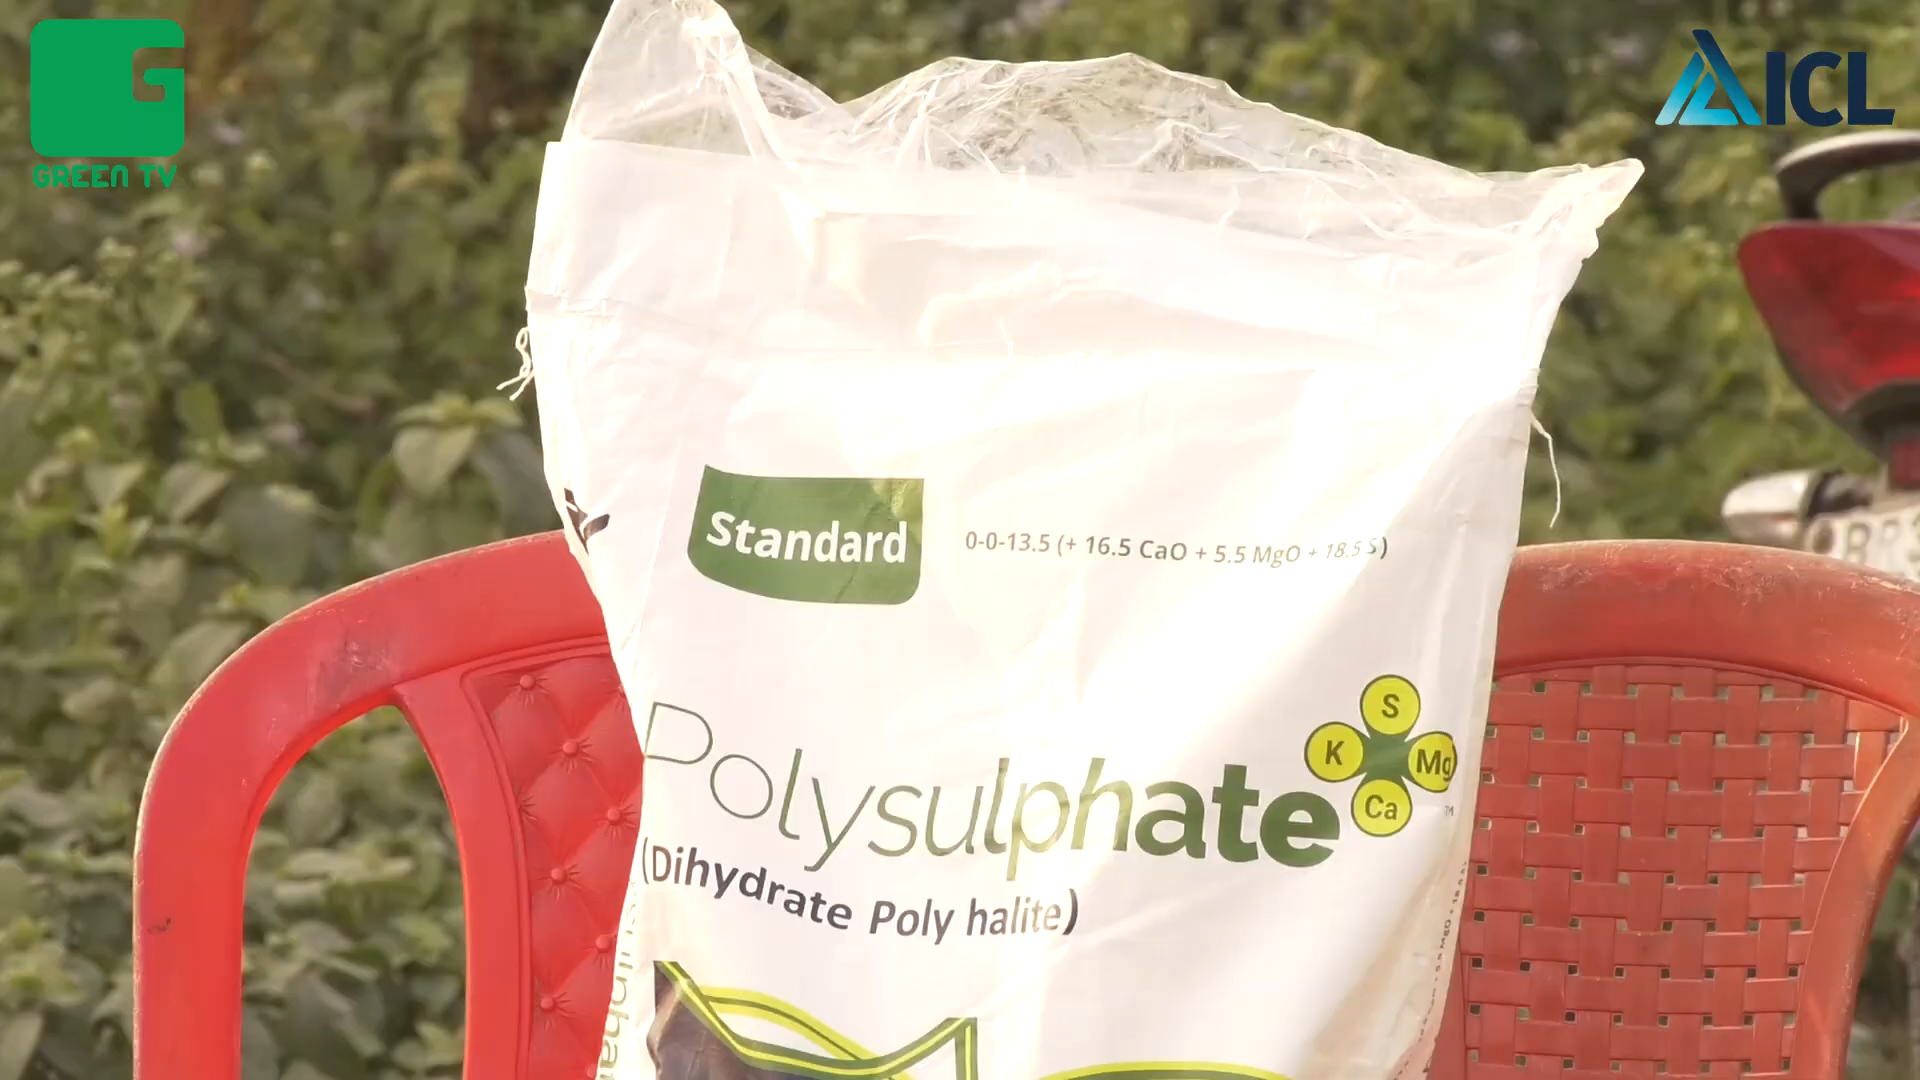 GREEN TV
ICL
Standard
0-0-13.5 (+ 16.5 CaO + 5.5 MgO + 18.5 S)
S
K
Mg
Ca
Polysulphate
TM
(Dihydrate Poly halite)